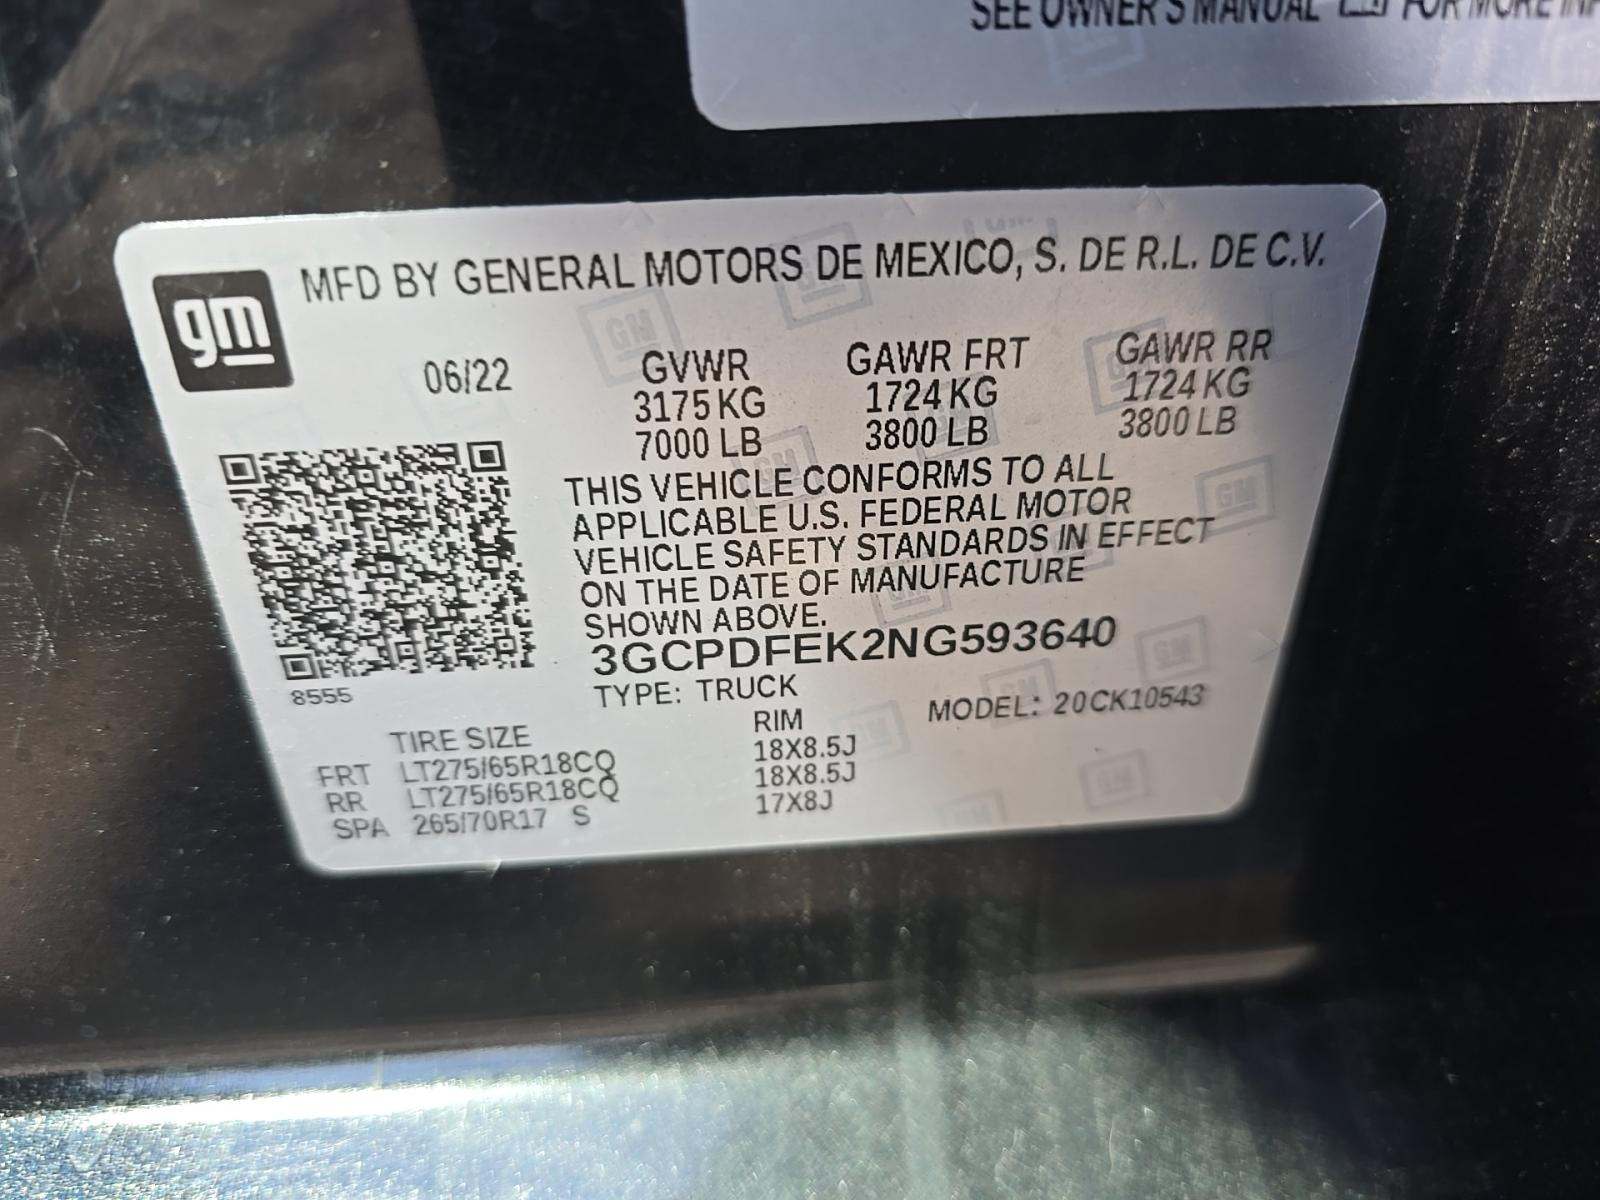 SEE OWNER'S MANUAL FOR MORE
gm
MFD BY GENERAL MOTORS DE MEXICO, S. DE R.L. DE C.V.
06/22 GVWR GAWR FRT GAWR RR
3175 KG 1724 KG 1724 KG
7000 LB 3800 LB 3800 LB
THIS VEHICLE CONFORMS TO ALL
APPLICABLE U.S. FEDERAL MOTOR
VEHICLE SAFETY STANDARDS IN EFFECT
ON THE DATE OF MANUFACTURE
SHOWN ABOVE.
3GCPDFEK2NG593640
8555 TYPE: TRUCK MODEL: 20CK10543
TIRE SIZE RIM
FRT LT275/65R18CQ 18X8.5J
RR LT275/65R18CQ 18X8.5J
SPA 265/70R17 S 17X8J